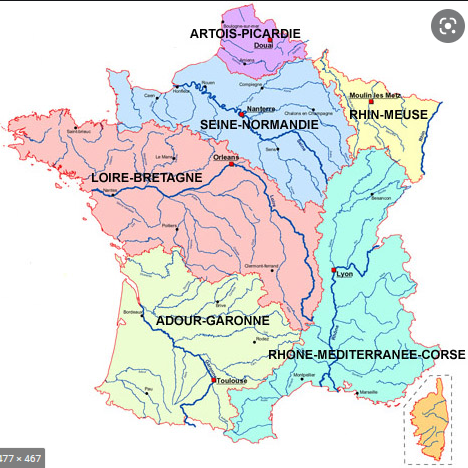 Boulogne-sur-mer
ARTOIS-PICARDIE
Douai
Amiens
Rouen
Compiegne
Moulin les Metz
Caen
Honfleur
Nanterre
Chalons en Champagne
RHIN-MEUSE
SEINE-NORMANDIE
Saint-brieuc
Sens
Le Mans
Orleans
LOIRE-BRETAGNE
Nantes
Besancon
Poitiers
Clermont-ferrand
Lyon
Brive
Bordeaux
ADOUR-GARONNE
Rodez
RHONE-MEDITERRANEE-CORSE
Toulouse
Montpellier
Pau
Marseille
477 × 467